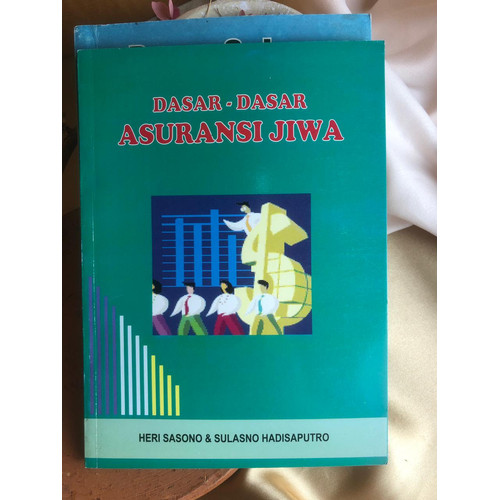 DASAR - DASAR
ASURANSI JIWA
HERI SASONO & SULASNO HADISAPUTRO